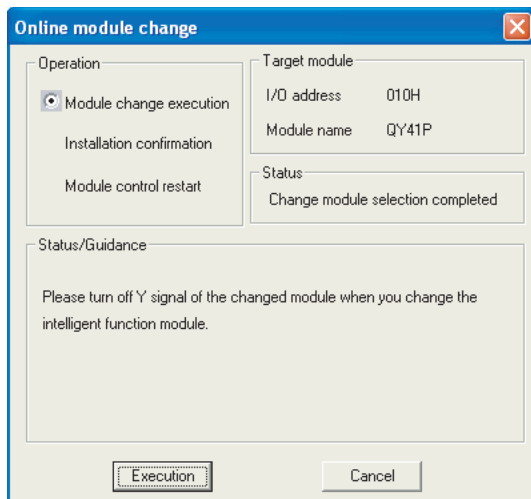 Online module change
Operation
Module change execution
Installation confirmation
Module control restart
Target module
I/O address 010H
Module name QY41P
Status
Change module selection completed
Status/Guidance
Please turn off Y signal of the changed module when you change the
intelligent function module.
Execution
Cancel